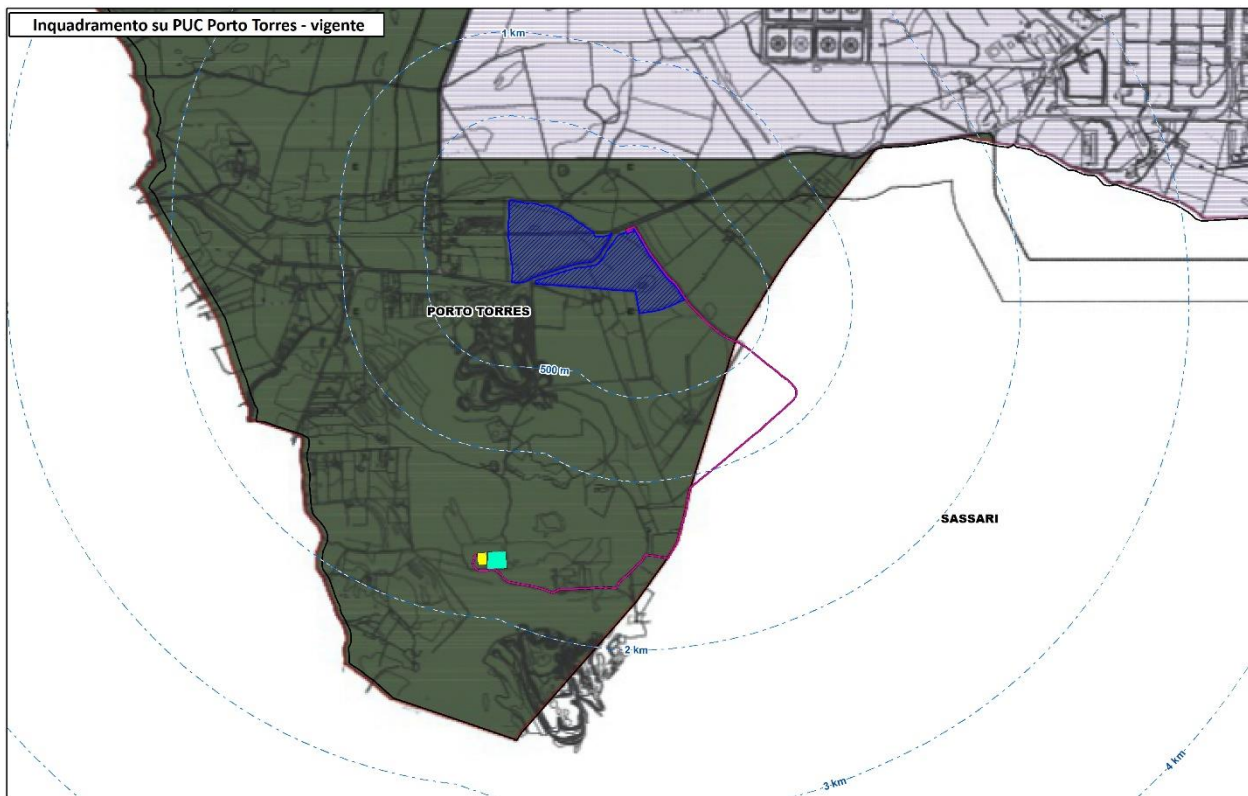 Inquadramento su PUC Porto Torres - vigente
1 km
E
E
PORTO TORRES
E
E
500 m
SASSARI
2 km
3 km
4 km